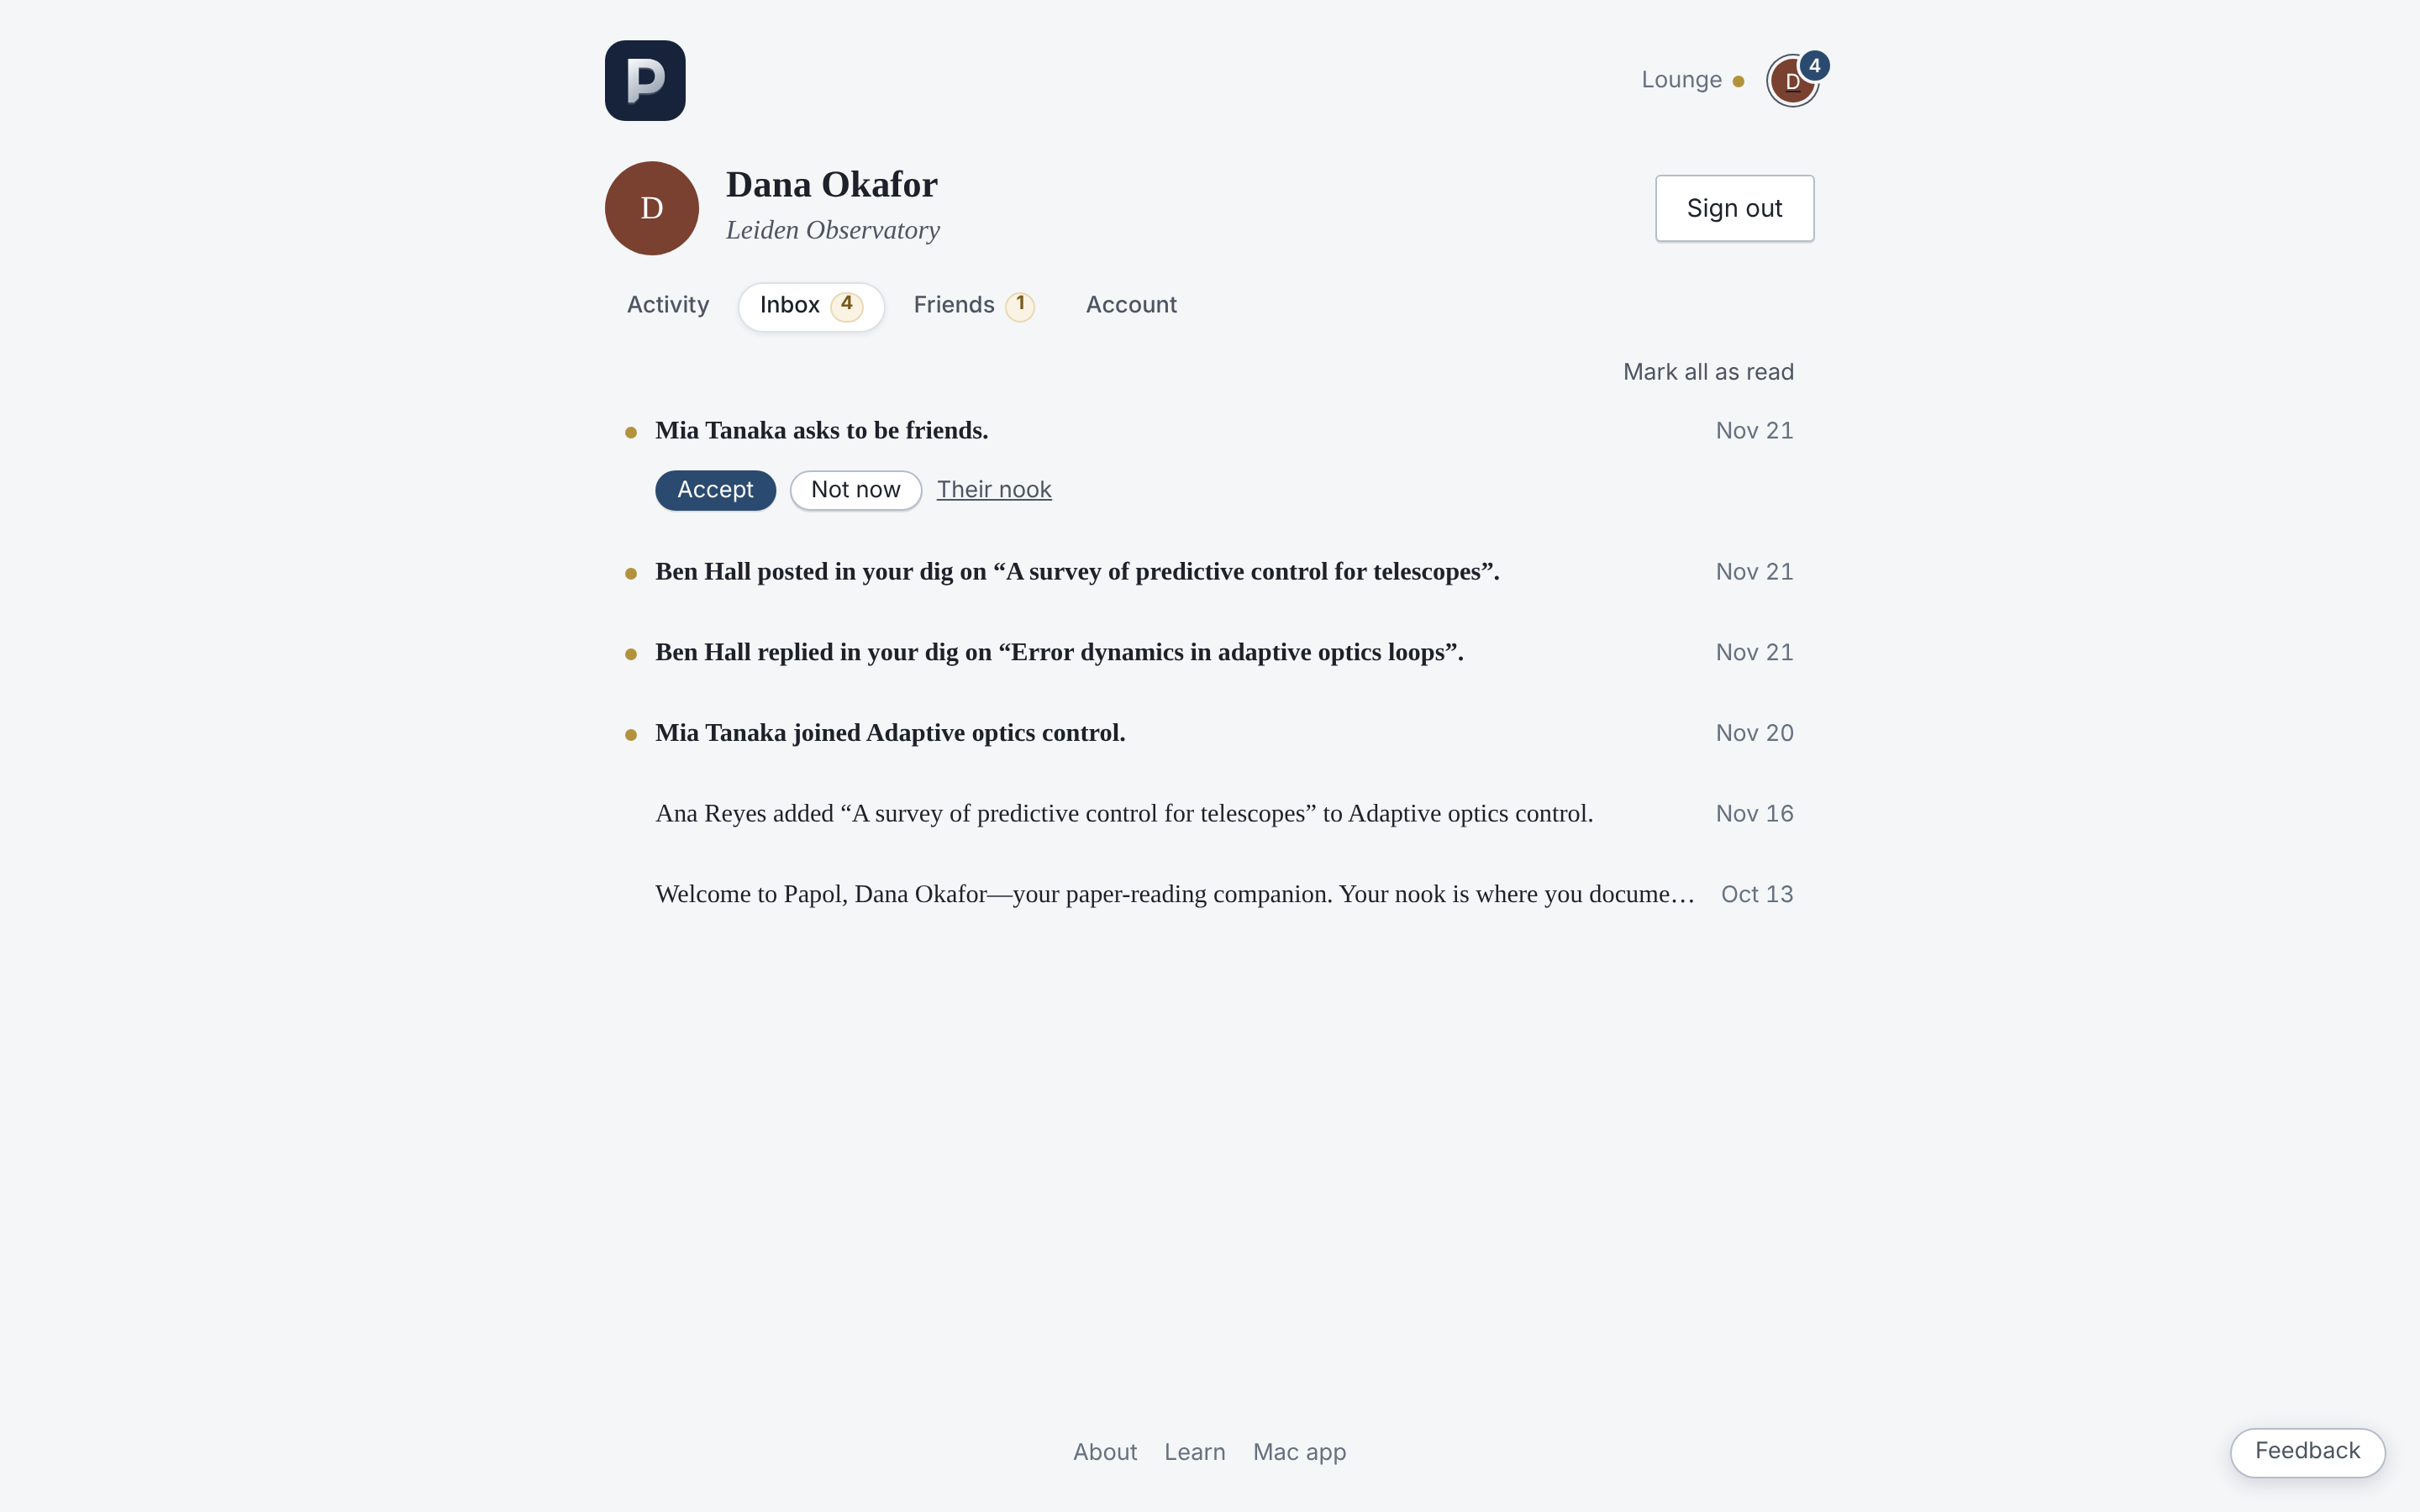 P
Lounge
D
4
D
Dana Okafor
Leiden Observatory
Sign out
Activity
Inbox 4
Friends 1
Account
Mark all as read
Mia Tanaka asks to be friends.
Nov 21
Accept
Not now
Their nook
Ben Hall posted in your dig on “A survey of predictive control for telescopes”.
Nov 21
Ben Hall replied in your dig on “Error dynamics in adaptive optics loops”.
Nov 21
Mia Tanaka joined Adaptive optics control.
Nov 20
Ana Reyes added “A survey of predictive control for telescopes” to Adaptive optics control.
Nov 16
Welcome to Papol, Dana Okafor—your paper-reading companion. Your nook is where you docume…
Oct 13
About
Learn
Mac app
Feedback